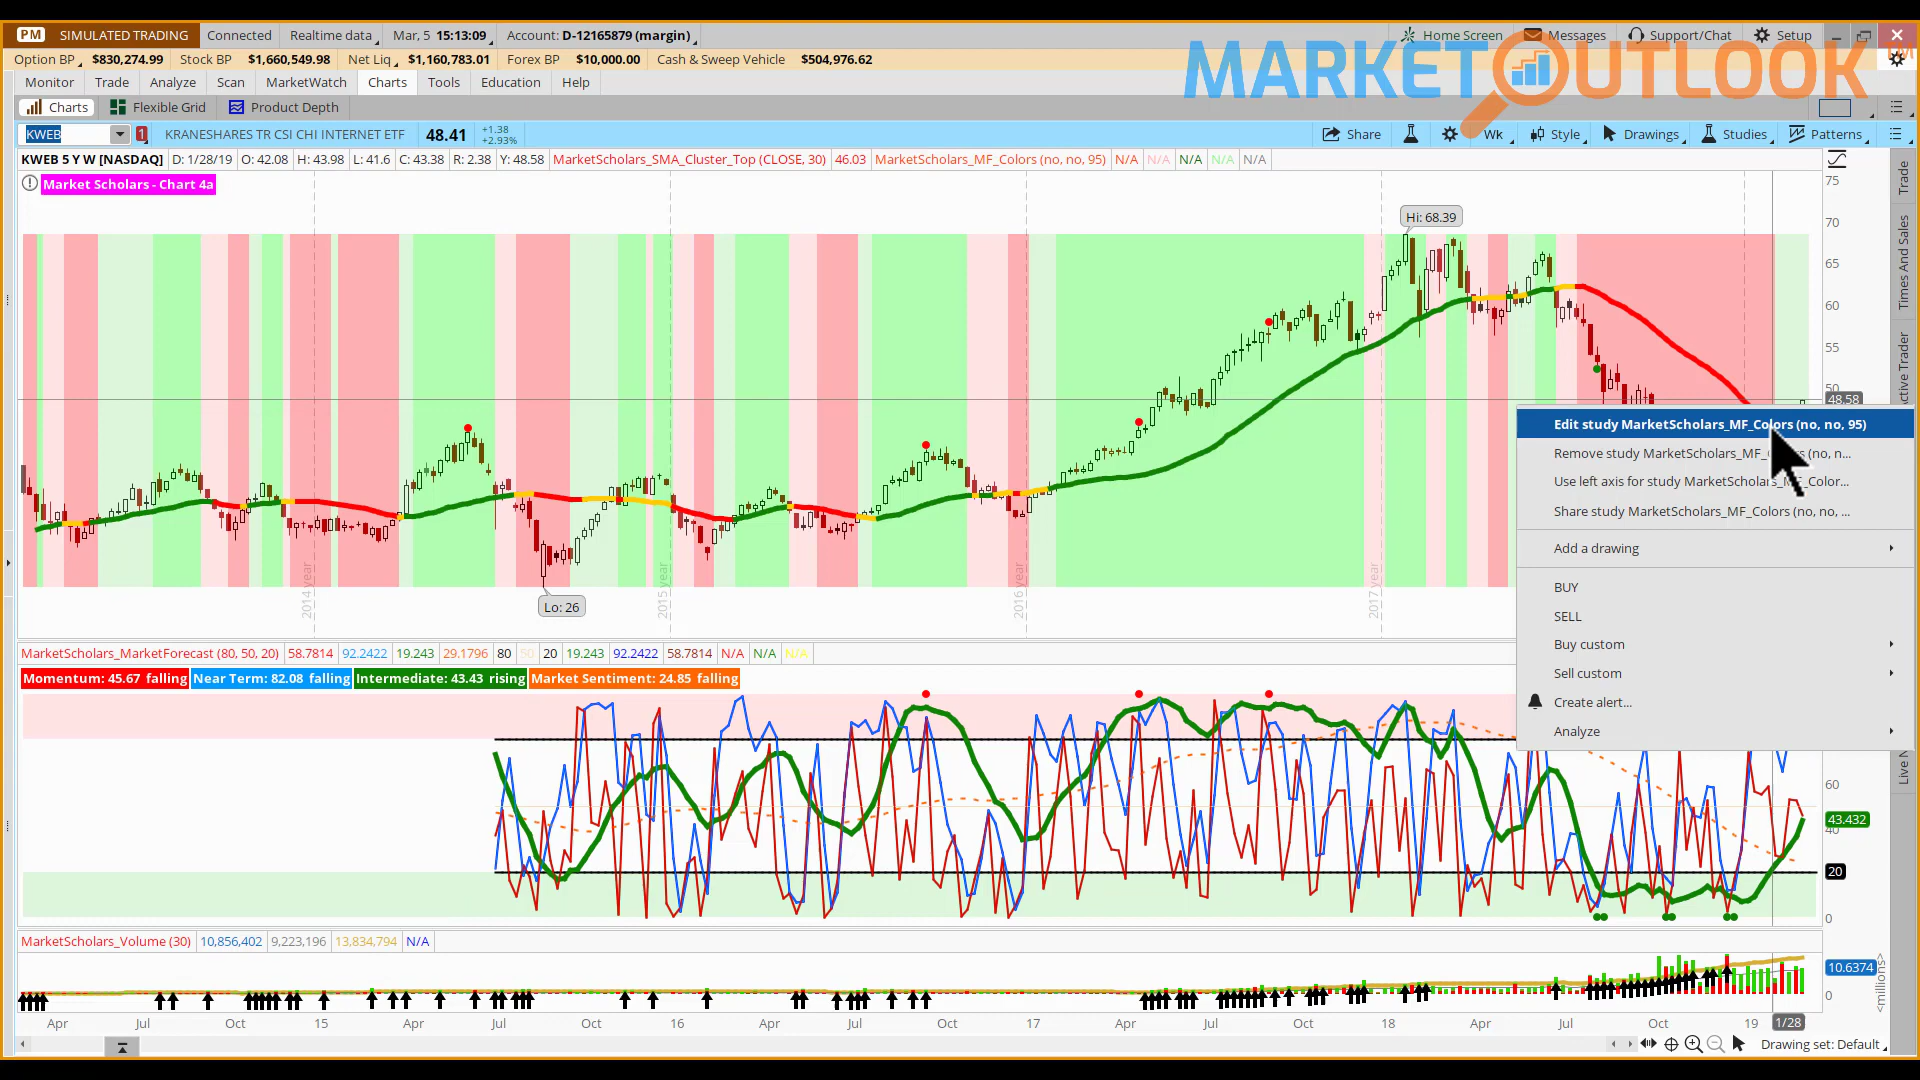 PM SIMULATED TRADING Connected Realtime data Mar, 5 15:13:09 Account: D-12165879 (margin) Home Screen Messages Support/Chat Setup
Option BP $830,274.99 Stock BP $1,660,549.98 Net Liq $1,160,783.01 Forex BP $10,000.00 Cash & Sweep Vehicle $504,976.62
MARKET OUTLOOK
Monitor Trade Analyze Scan MarketWatch Charts Tools Education Help
Charts Flexible Grid Product Depth
KWEB 1 KRANESHARES TR CSI CHI INTERNET ETF 48.41 +1.38 +2.93% Share Wk Style Drawings Studies Patterns
KWEB 5 Y W [NASDAQ] D: 1/28/19 O: 42.08 H: 43.98 L: 41.6 C: 43.38 R: 2.38 Y: 48.58 MarketScholars_SMA_Cluster_Top (CLOSE, 30) 46.03 MarketScholars_MF_Colors (no, no, 95) N/A N/A N/A N/A N/A
Market Scholars - Chart 4a
75
70
65
60
55
50
48.58
Hi: 68.39
Lo: 26
2014 year
2015 year
2016 year
2017 year
Trade
Times And Sales
Active Trader
Edit study MarketScholars_MF_Colors (no, no, 95)
Remove study MarketScholars_MF_ (no, n...
Use left axis for study MarketScholars_MF_Color...
Share study MarketScholars_MF_Colors (no, no, ...
Add a drawing
BUY
SELL
Buy custom
Sell custom
Create alert...
Analyze
MarketScholars_MarketForecast (80, 50, 20) 58.7814 92.2422 19.243 29.1796 80 50 20 19.243 92.2422 58.7814 N/A N/A N/A
Momentum: 45.67 falling Near Term: 82.08 falling Intermediate: 43.43 rising Market Sentiment: 24.85 falling
60
43.432
40
20
0
MarketScholars_Volume (30) 10,856,402 9,223,196 13,834,794 N/A
10.6374
0
<millions>
Apr Jul Oct 15 Apr Jul Oct 16 Apr Jul Oct 17 Apr Jul Oct 18 Apr Jul Oct 19 1/28
Drawing set: Default